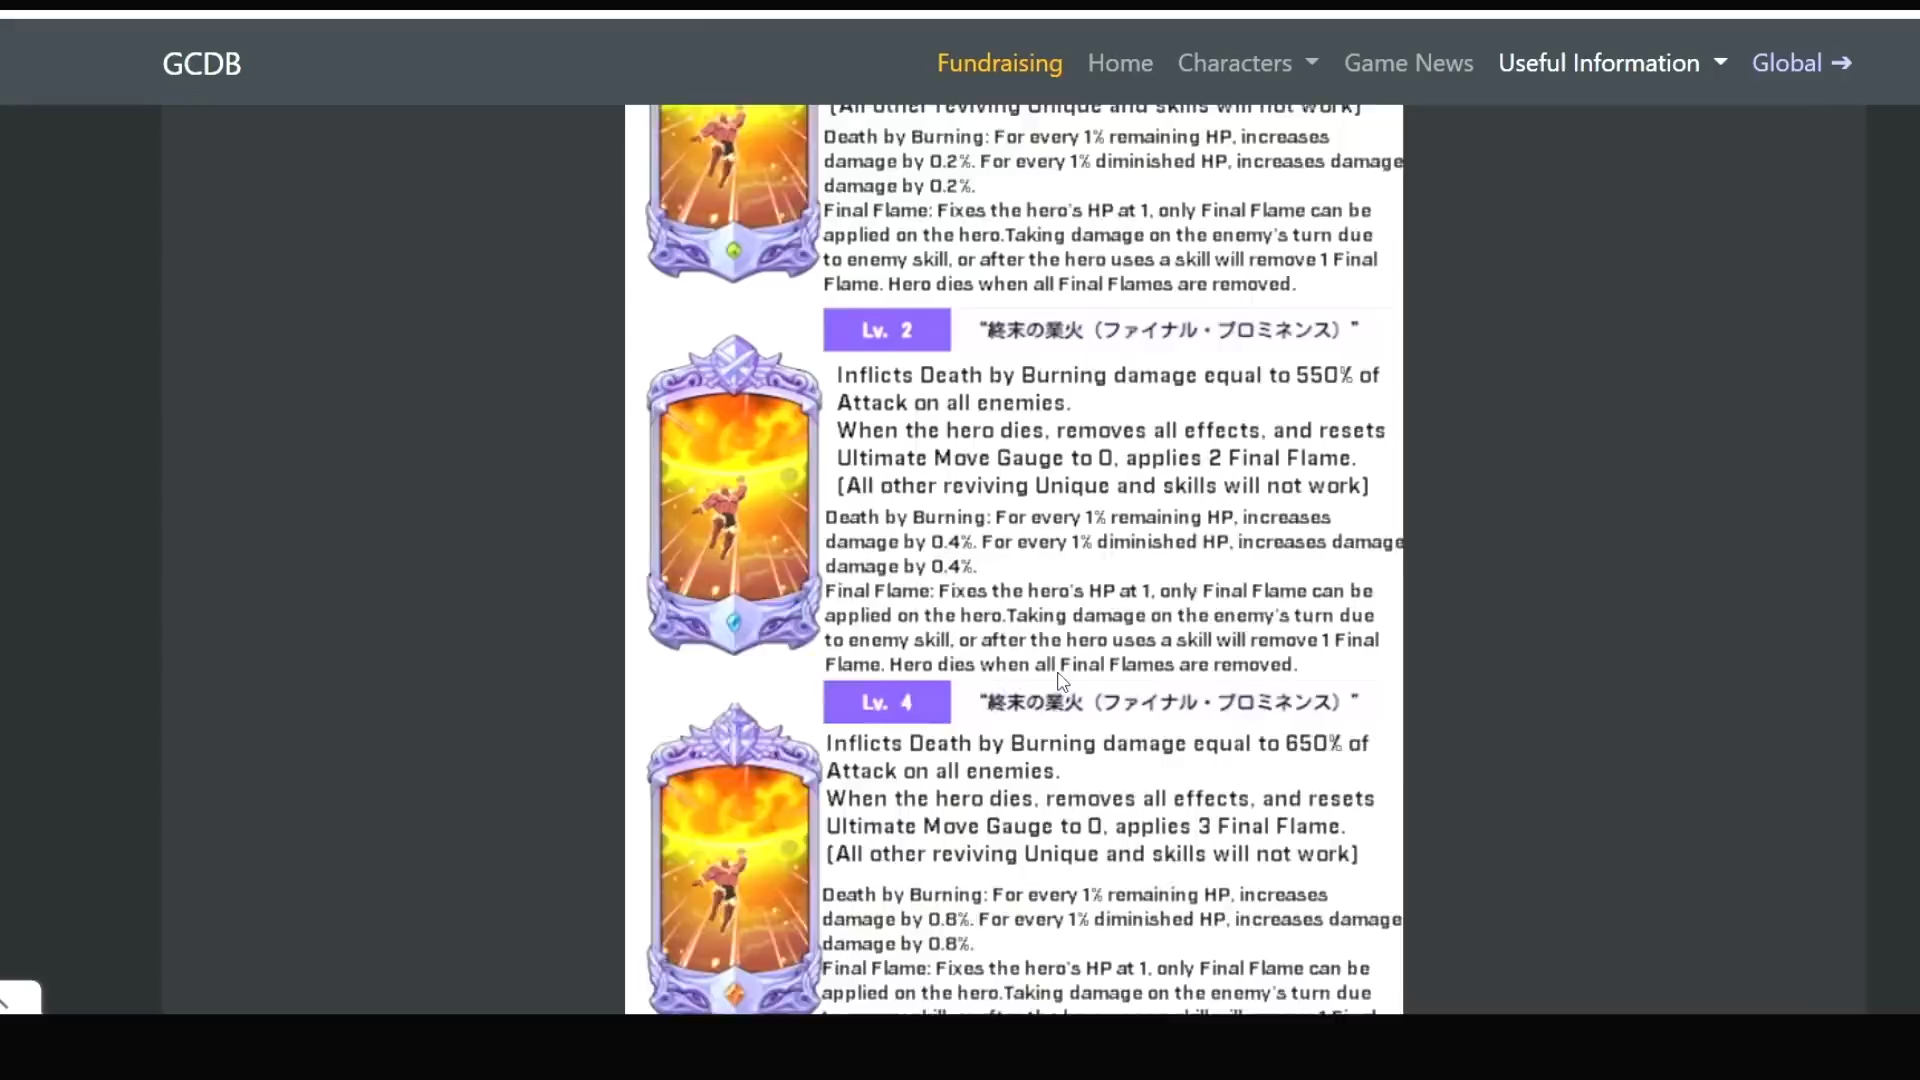 GCDB
Fundraising Home Characters Game News Useful Information Global →
(All other reviving Unique and skills will not work)
Death by Burning: For every 1% remaining HP, increases
damage by 0.2%. For every 1% diminished HP, increases damage
damage by 0.2%.
Final Flame: Fixes the hero's HP at 1, only Final Flame can be
applied on the hero.Taking damage on the enemy's turn due
to enemy skill, or after the hero uses a skill will remove 1 Final
Flame. Hero dies when all Final Flames are removed.
Lv. 2 "終末の業火（ファイナル・プロミネンス）"
Inflicts Death by Burning damage equal to 550% of
Attack on all enemies.
When the hero dies, removes all effects, and resets
Ultimate Move Gauge to 0, applies 2 Final Flame.
(All other reviving Unique and skills will not work)
Death by Burning: For every 1% remaining HP, increases
damage by 0.4%. For every 1% diminished HP, increases damage
damage by 0.4%.
Final Flame: Fixes the hero's HP at 1, only Final Flame can be
applied on the hero.Taking damage on the enemy's turn due
to enemy skill, or after the hero uses a skill will remove 1 Final
Flame. Hero dies when all Final Flames are removed.
Lv. 4 "終末の業火（ファイナル・プロミネンス）"
Inflicts Death by Burning damage equal to 650% of
Attack on all enemies.
When the hero dies, removes all effects, and resets
Ultimate Move Gauge to 0, applies 3 Final Flame.
(All other reviving Unique and skills will not work)
Death by Burning: For every 1% remaining HP, increases
damage by 0.8%. For every 1% diminished HP, increases damage
damage by 0.8%.
Final Flame: Fixes the hero's HP at 1, only Final Flame can be
applied on the hero.Taking damage on the enemy's turn due